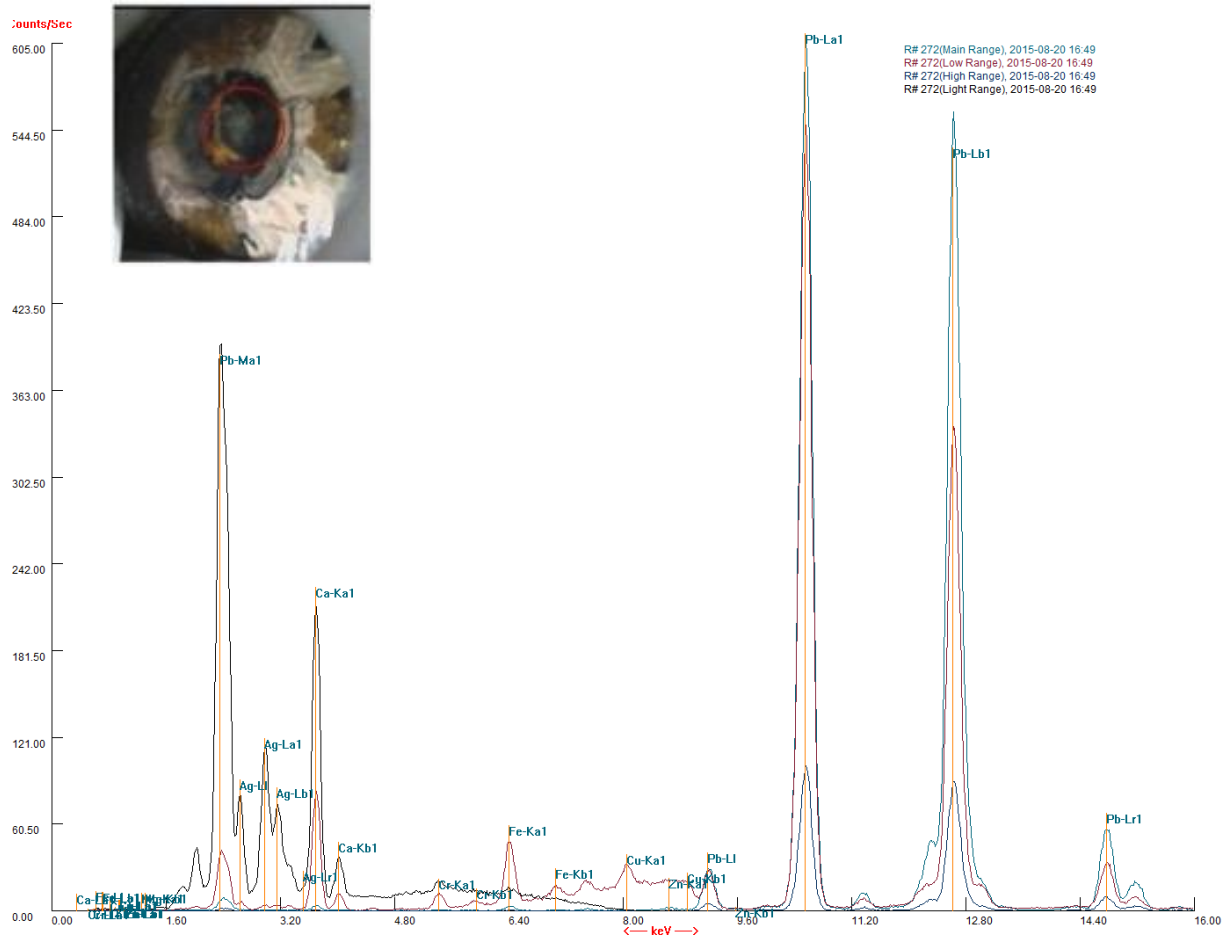 :ounts/Sec
605.00
Pb-La1
R# 272(Main Range), 2015-08-20 16:49
R# 272(Low Range), 2015-08-20 16:49
R# 272(High Range), 2015-08-20 16:49
R# 272(Light Range), 2015-08-20 16:49
544.50
Pb-Lb1
484.00
423.50
Pb-Ma1
363.00
302.50
242.00
Ca-Ka1
181.50
121.00
Ag-La1
Ag-Ll
Ag-Lb1
60.50
Fe-Ka1
Pb-Lr1
Ca-Kb1
Cu-Ka1
Pb-Ll
Fe-Kb1
Ag-Lr1
Cr-Ka1
Zn-Ka1
Cu-Kb1
Cr-Kb1
Zn-Kb1
0.00
0.00 1.60 3.20 4.80 6.40 8.00 9.60 11.20 12.80 14.40 16.00
<-- keV -->